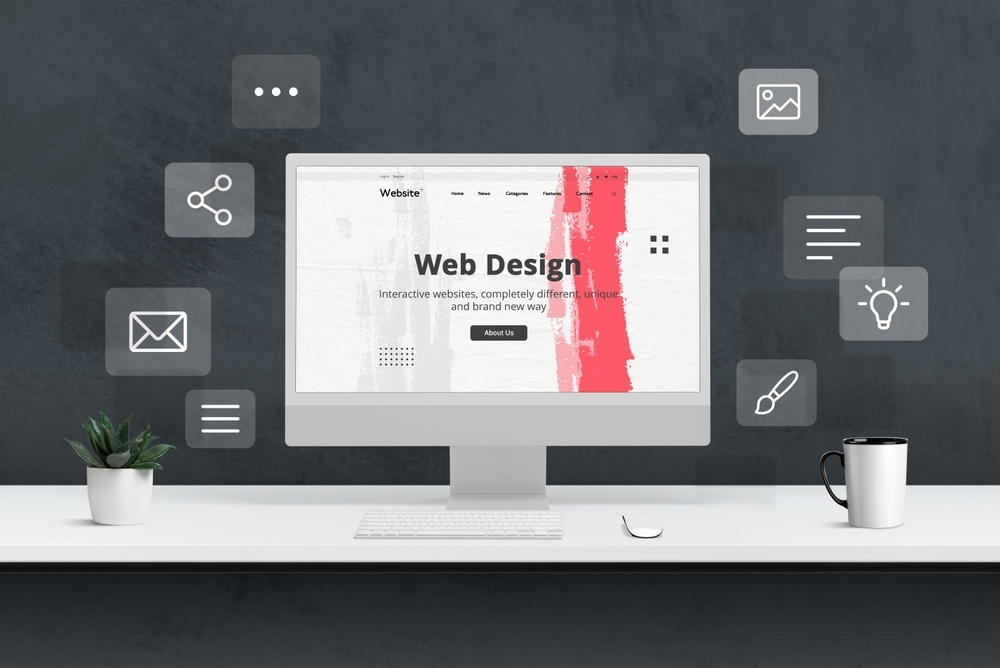 Log in Register
Website+
Home News Categories Features Contact
Web Design
Interactive websites, completely different, unique
and brand new way
About Us